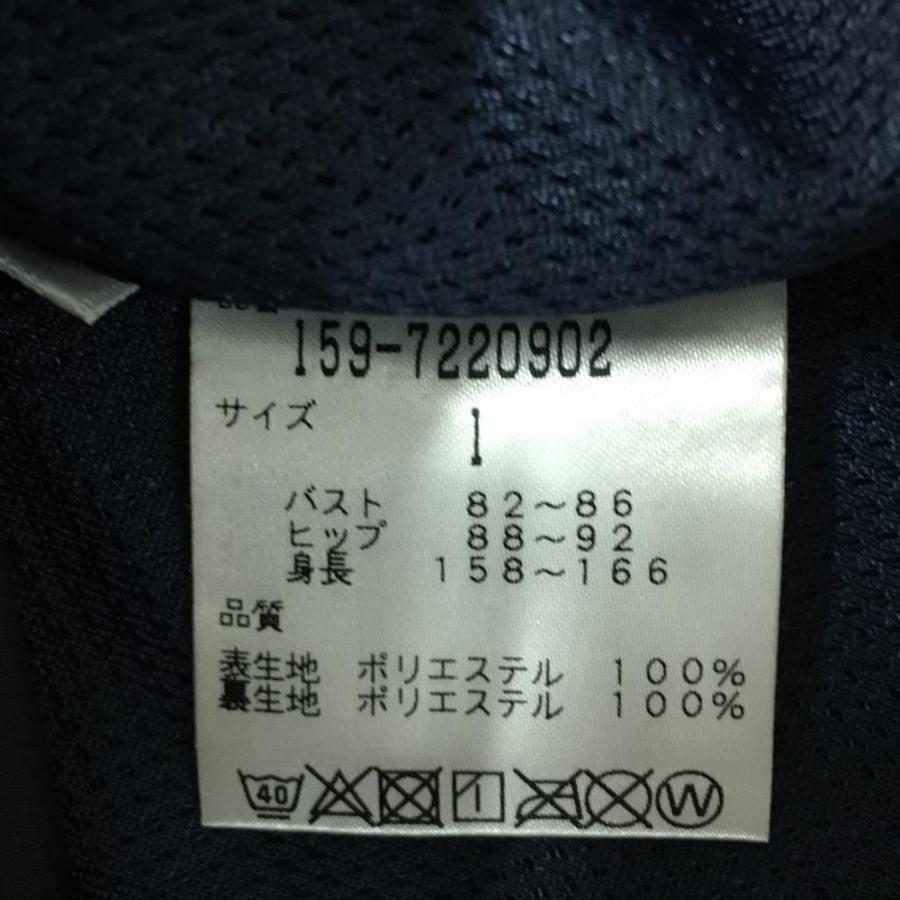 159-7220902
サイズ 1
バスト 82~86
ヒップ 88~92
身長 158~166
品質
表生地 ポリエステル 100%
裏生地 ポリエステル 100%
40 W